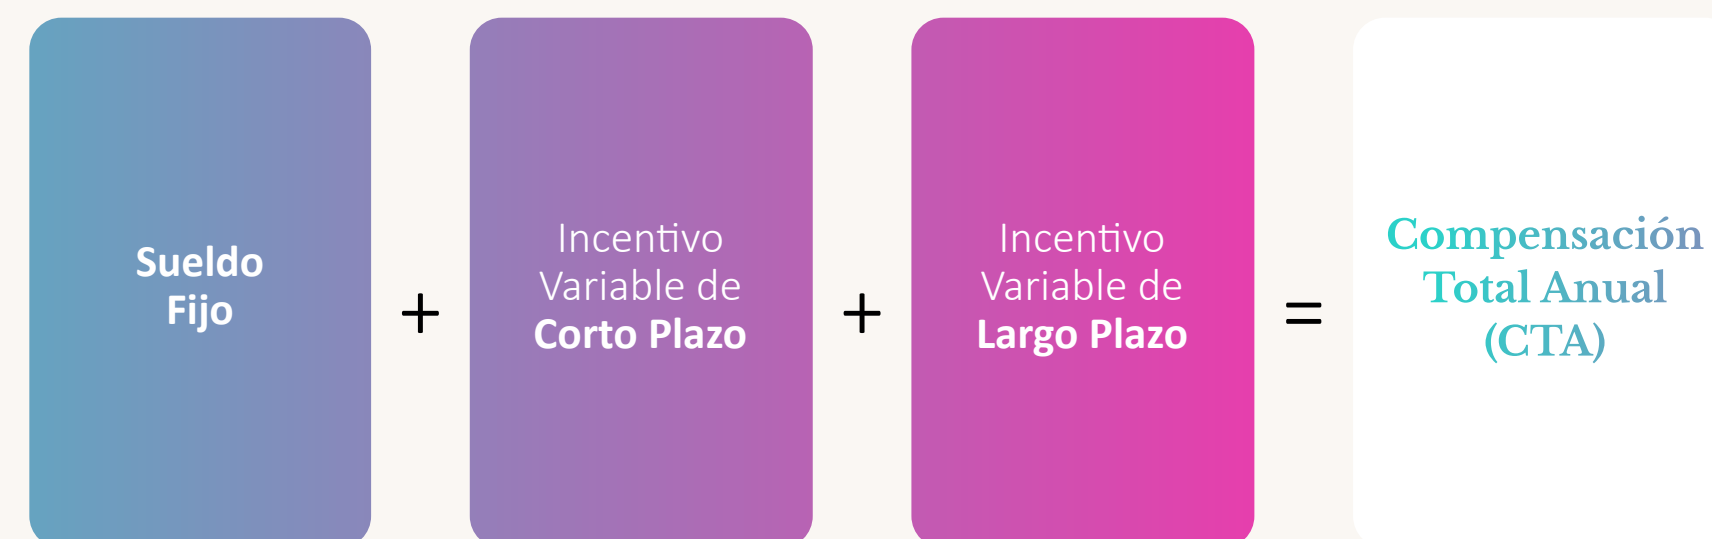 Sueldo
Fijo
+
Incentivo
Variable de
Corto Plazo
+
Incentivo
Variable de
Largo Plazo
=
Compensación
Total Anual
(CTA)